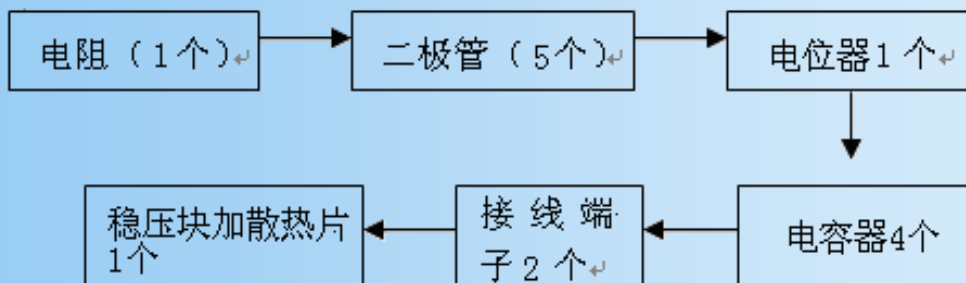 电阻（1个）
二极管（5个）
电位器1 个
电容器4个
接 线 端
子2 个
稳压块加散热片
1个